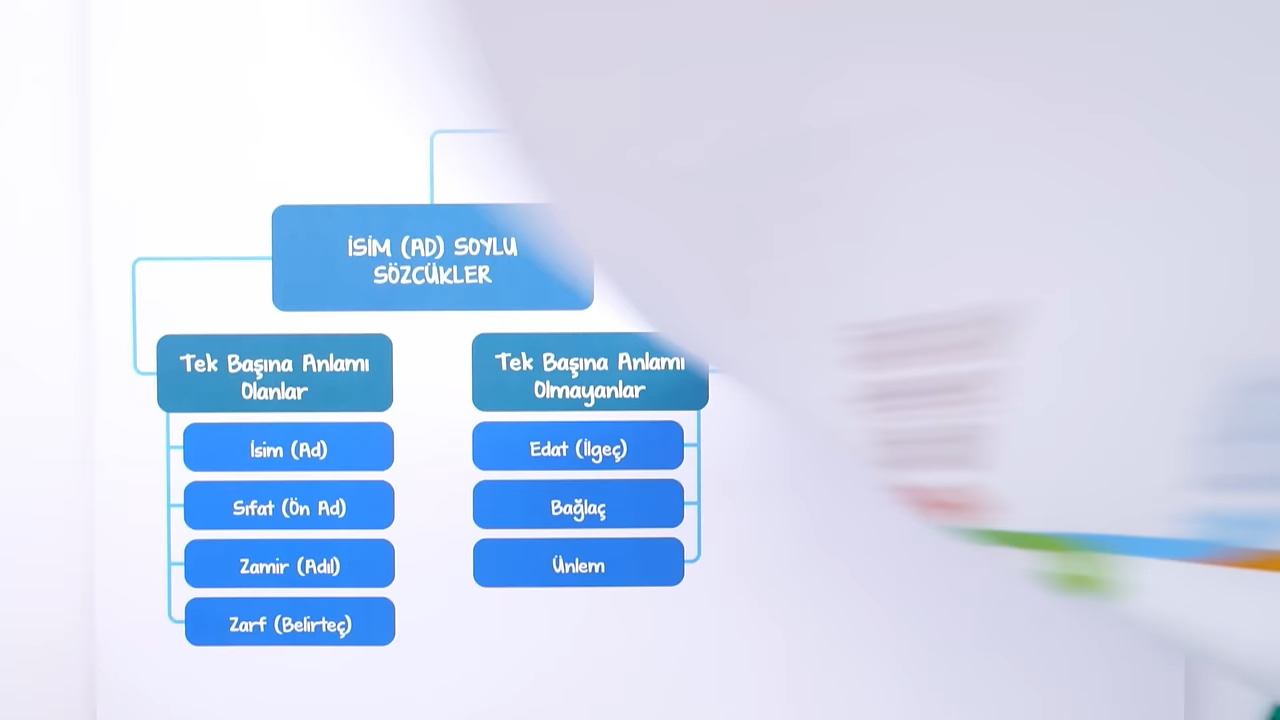 İSİM (AD) SOYLU
SÖZCÜKLER
Tek Başına Anlamı
Olanlar
İsim (Ad)
Sıfat (Ön Ad)
Zamir (Adıl)
Zarf (Belirteç)
Tek Başına Anlamı
Olmayanlar
Edat (İlgeç)
Bağlaç
Ünlem